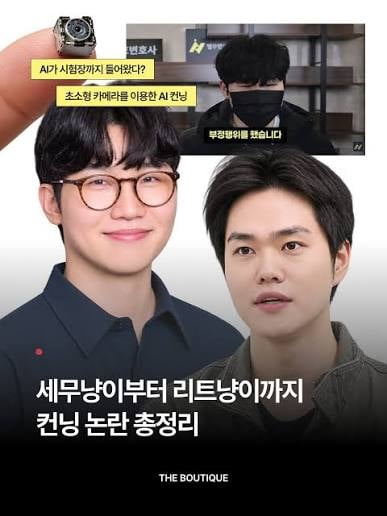 AI가 시험장까지 들어왔다?
초소형 카메라를 이용한 AI 컨닝
변호사
부정행위를 했습니다
세무냥이부터 리트냥이까지
컨닝 논란 총정리
THE BOUTIQUE